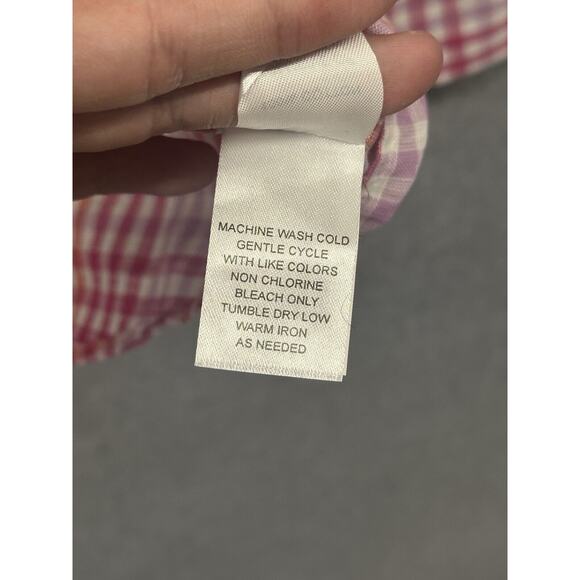 MACHINE WASH COLD
GENTLE CYCLE
WITH LIKE COLORS
NON CHLORINE
BLEACH ONLY
TUMBLE DRY LOW
WARM IRON
AS NEEDED